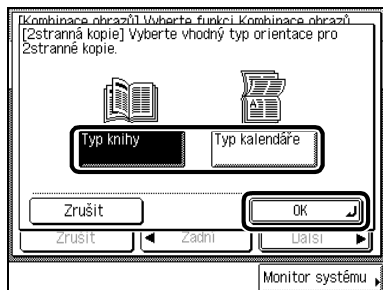 [Kombinace obrazů] Vyberte funkci Kombinace obrazů
[2stranná kopie] Vyberte vhodný typ orientace pro
2stranné kopie.
Typ knihy
Typ kalendáře
Zrušit
OK
Zrušit
Zadní
Další
Monitor systému